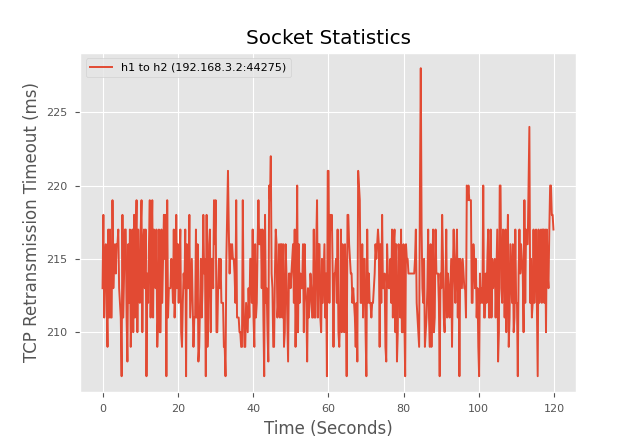 Socket Statistics
h1 to h2 (192.168.3.2:44275)
TCP Retransmission Timeout (ms)
225
220
215
210
0 20 40 60 80 100 120
Time (Seconds)